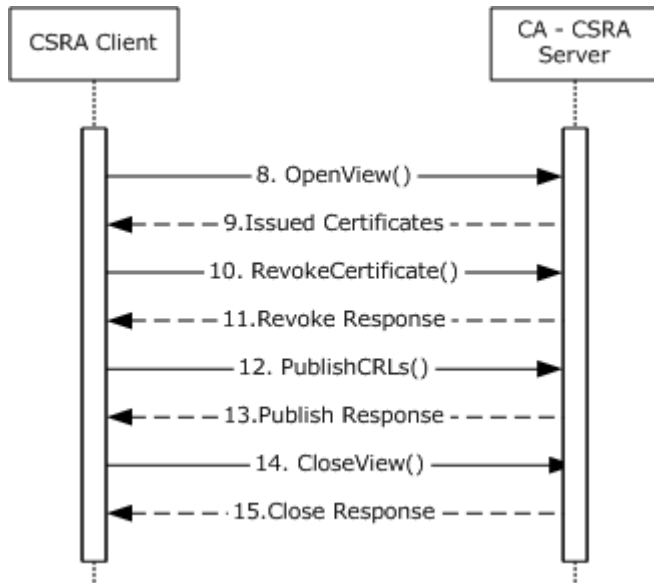 CSRA Client
CA - CSRA
Server
8. OpenView()
9.Issued Certificates
10. RevokeCertificate()
11.Revoke Response
12. PublishCRLs()
13.Publish Response
14. CloseView()
15.Close Response